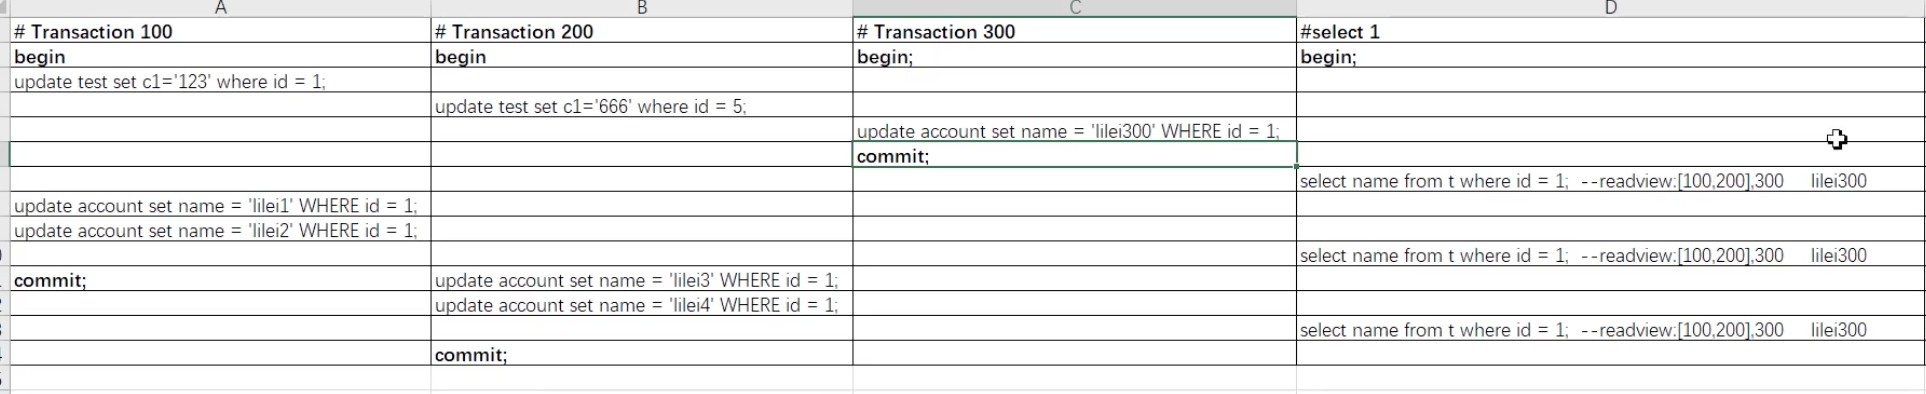 A B C D
# Transaction 100 # Transaction 200 # Transaction 300 #select 1
begin begin begin; begin;
update test set c1='123' where id = 1;
update test set c1='666' where id = 5;
update account set name = 'lilei300' WHERE id = 1;
commit;
select name from t where id = 1; --readview:[100,200],300 lilei300
update account set name = 'lilei1' WHERE id = 1;
update account set name = 'lilei2' WHERE id = 1;
select name from t where id = 1; --readview:[100,200],300 lilei300
commit; update account set name = 'lilei3' WHERE id = 1;
update account set name = 'lilei4' WHERE id = 1;
select name from t where id = 1; --readview:[100,200],300 lilei300
commit;